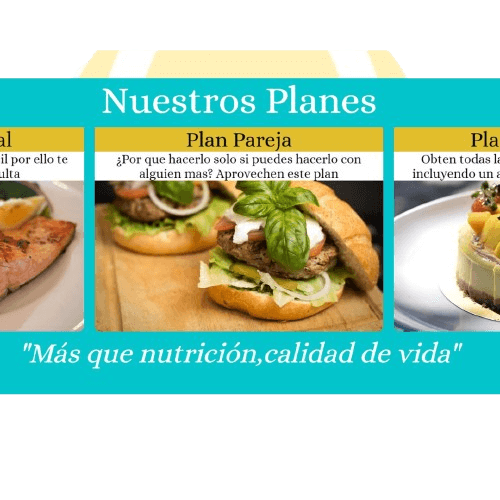 Nuestros Planes
al
il por ello te
ulta
Plan Pareja
¿Por que hacerlo solo si puedes hacerlo con
alguien mas? Aprovechen este plan
Pla
Obten todas l
incluyendo un a
"Más que nutrición,calidad de vida"